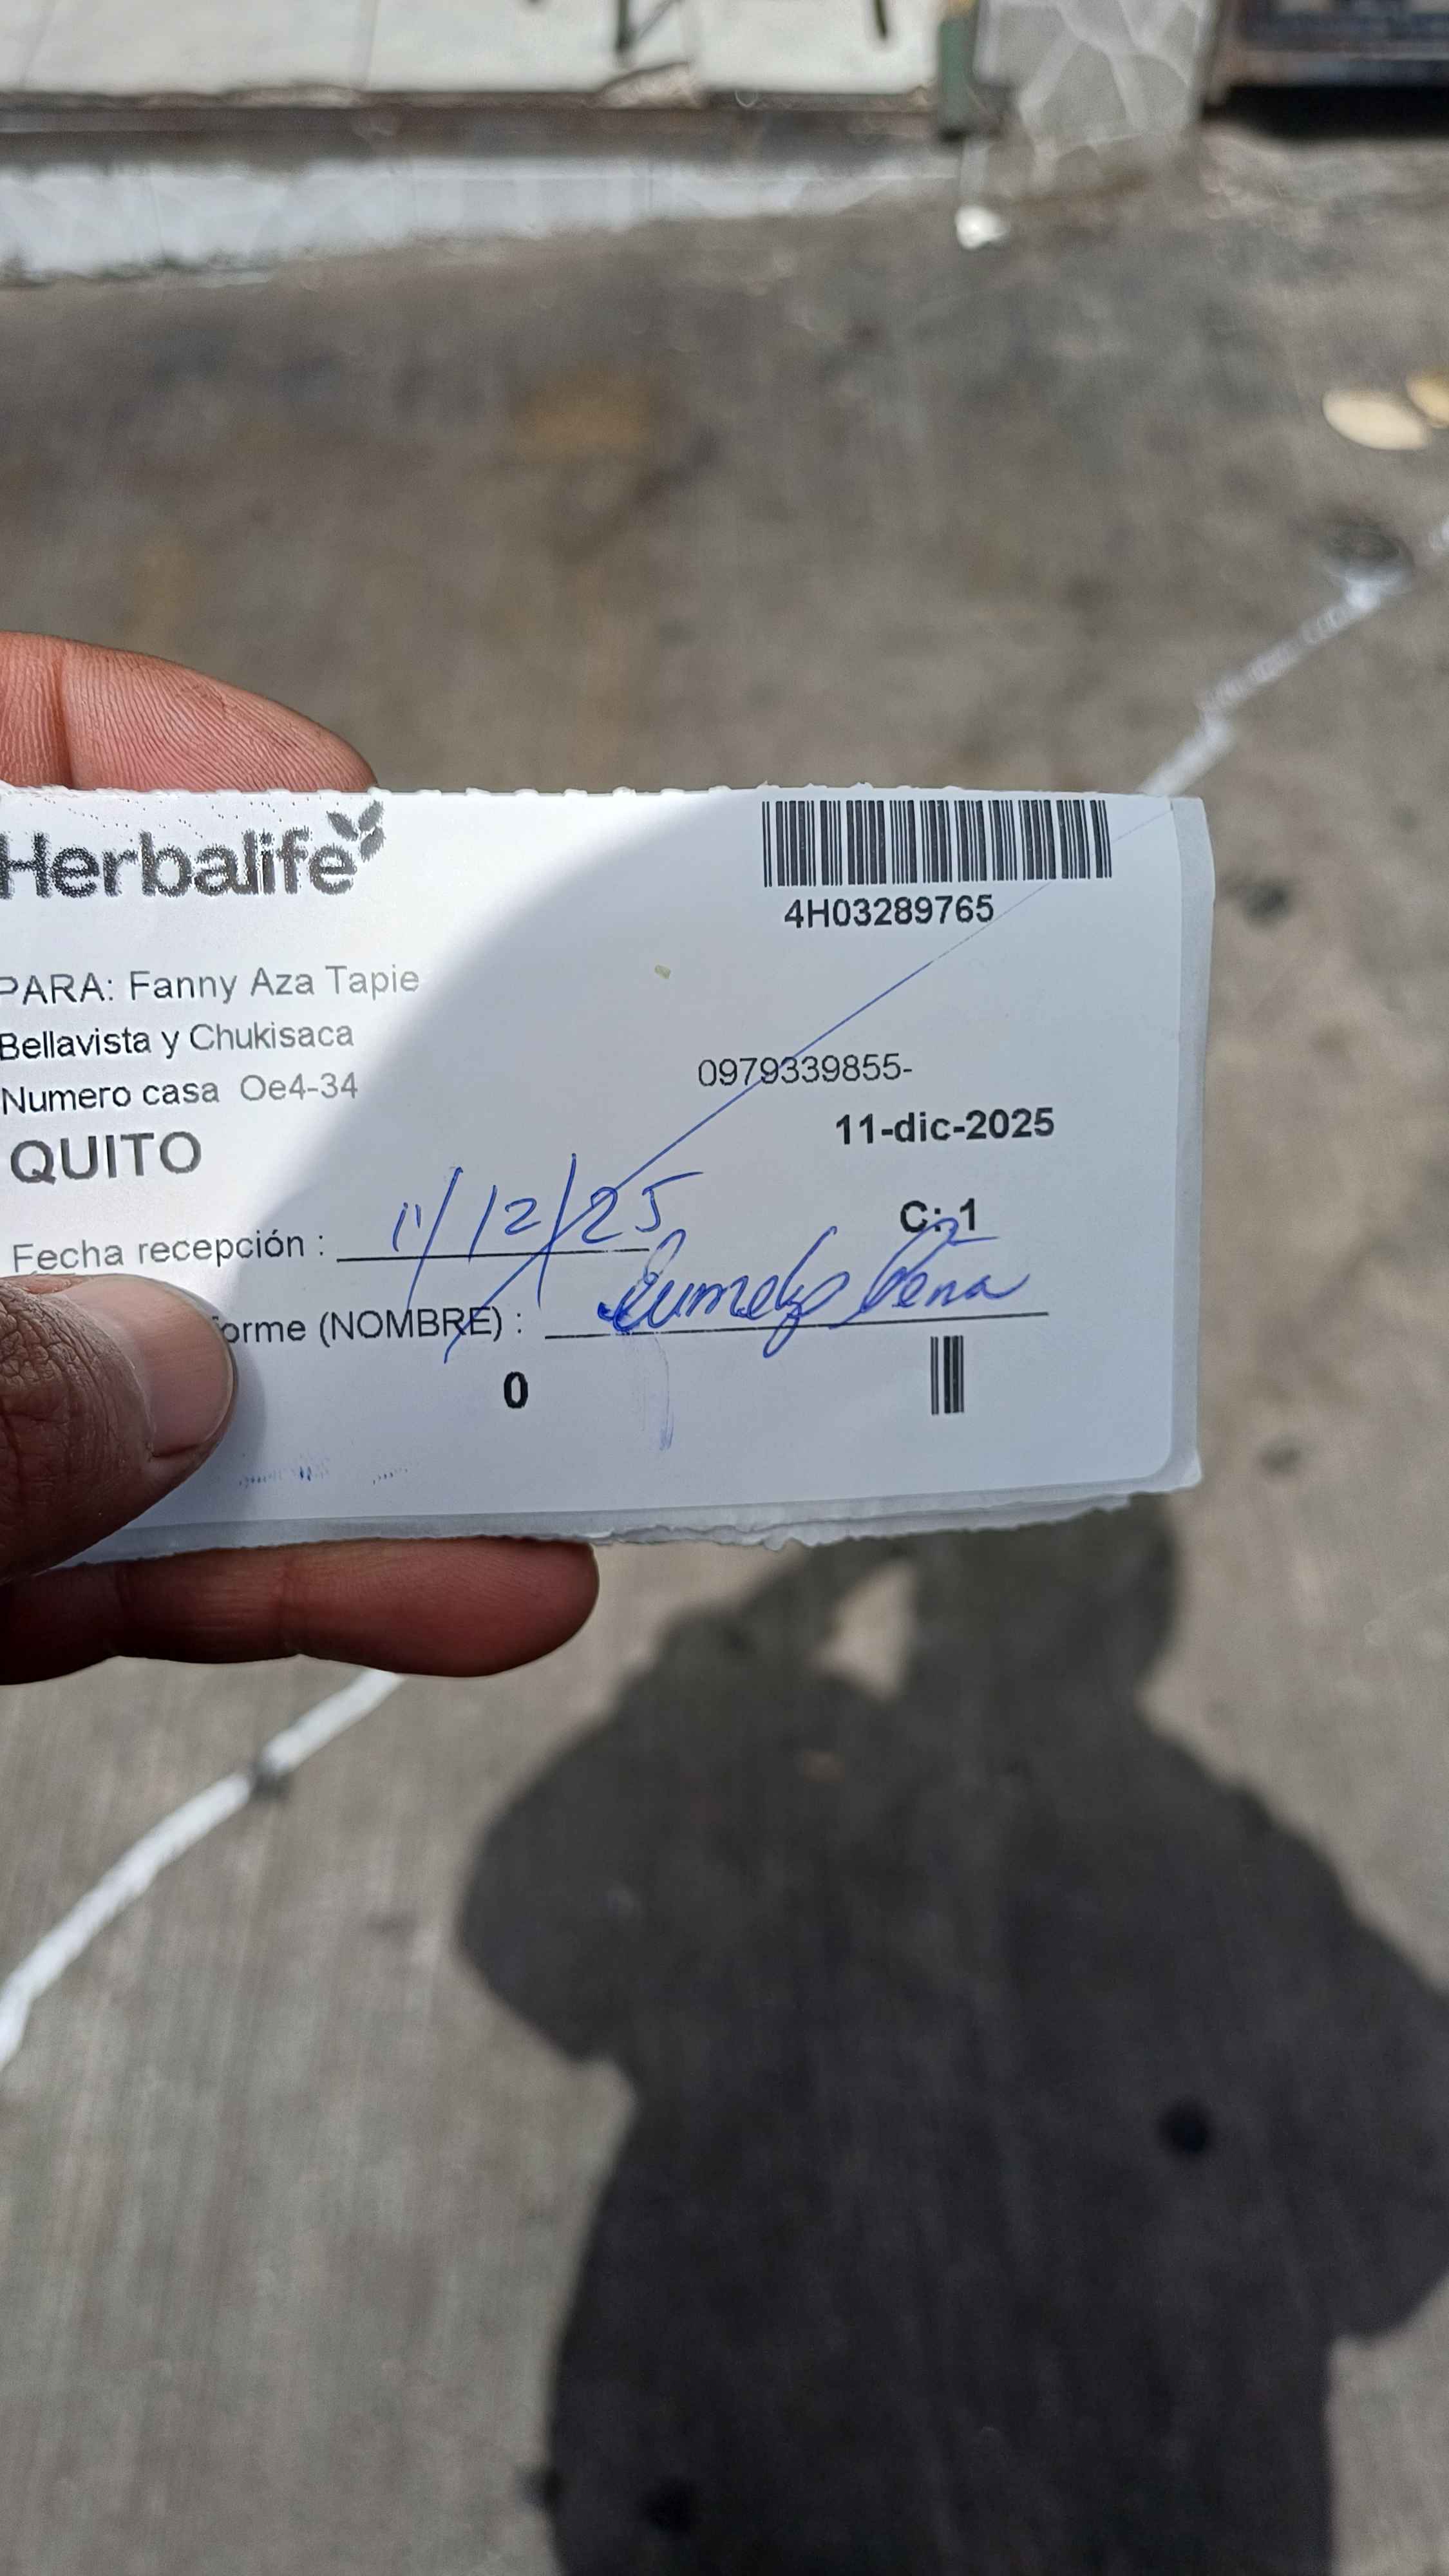 Herbalife
4H03289765
PARA: Fanny Aza Tapie
Bellavista y Chukisaca
Numero casa Oe4-34
0979339855-
QUITO
11-dic-2025
C: 1
Fecha recepción : 11/12/25
orme (NOMBRE) :
0